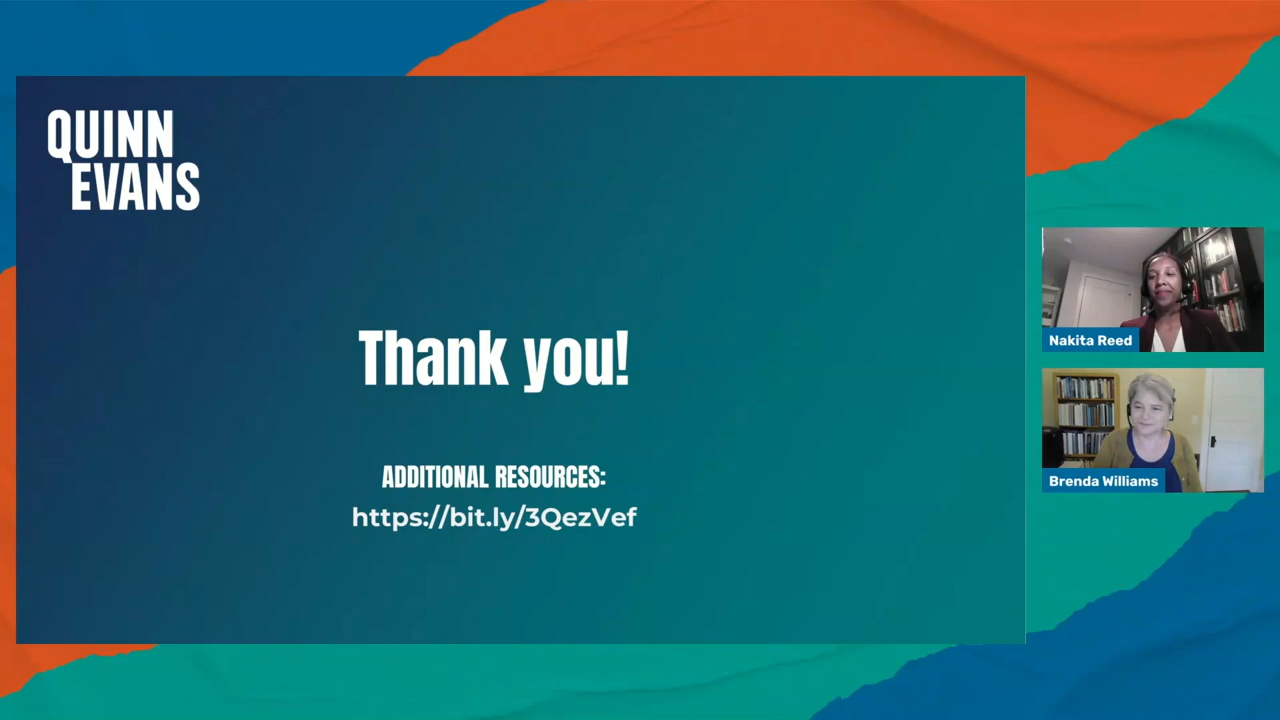 QUINN
EVANS
Thank you!
ADDITIONAL RESOURCES:
https://bit.ly/3QezVef
Nakita Reed
Brenda Williams